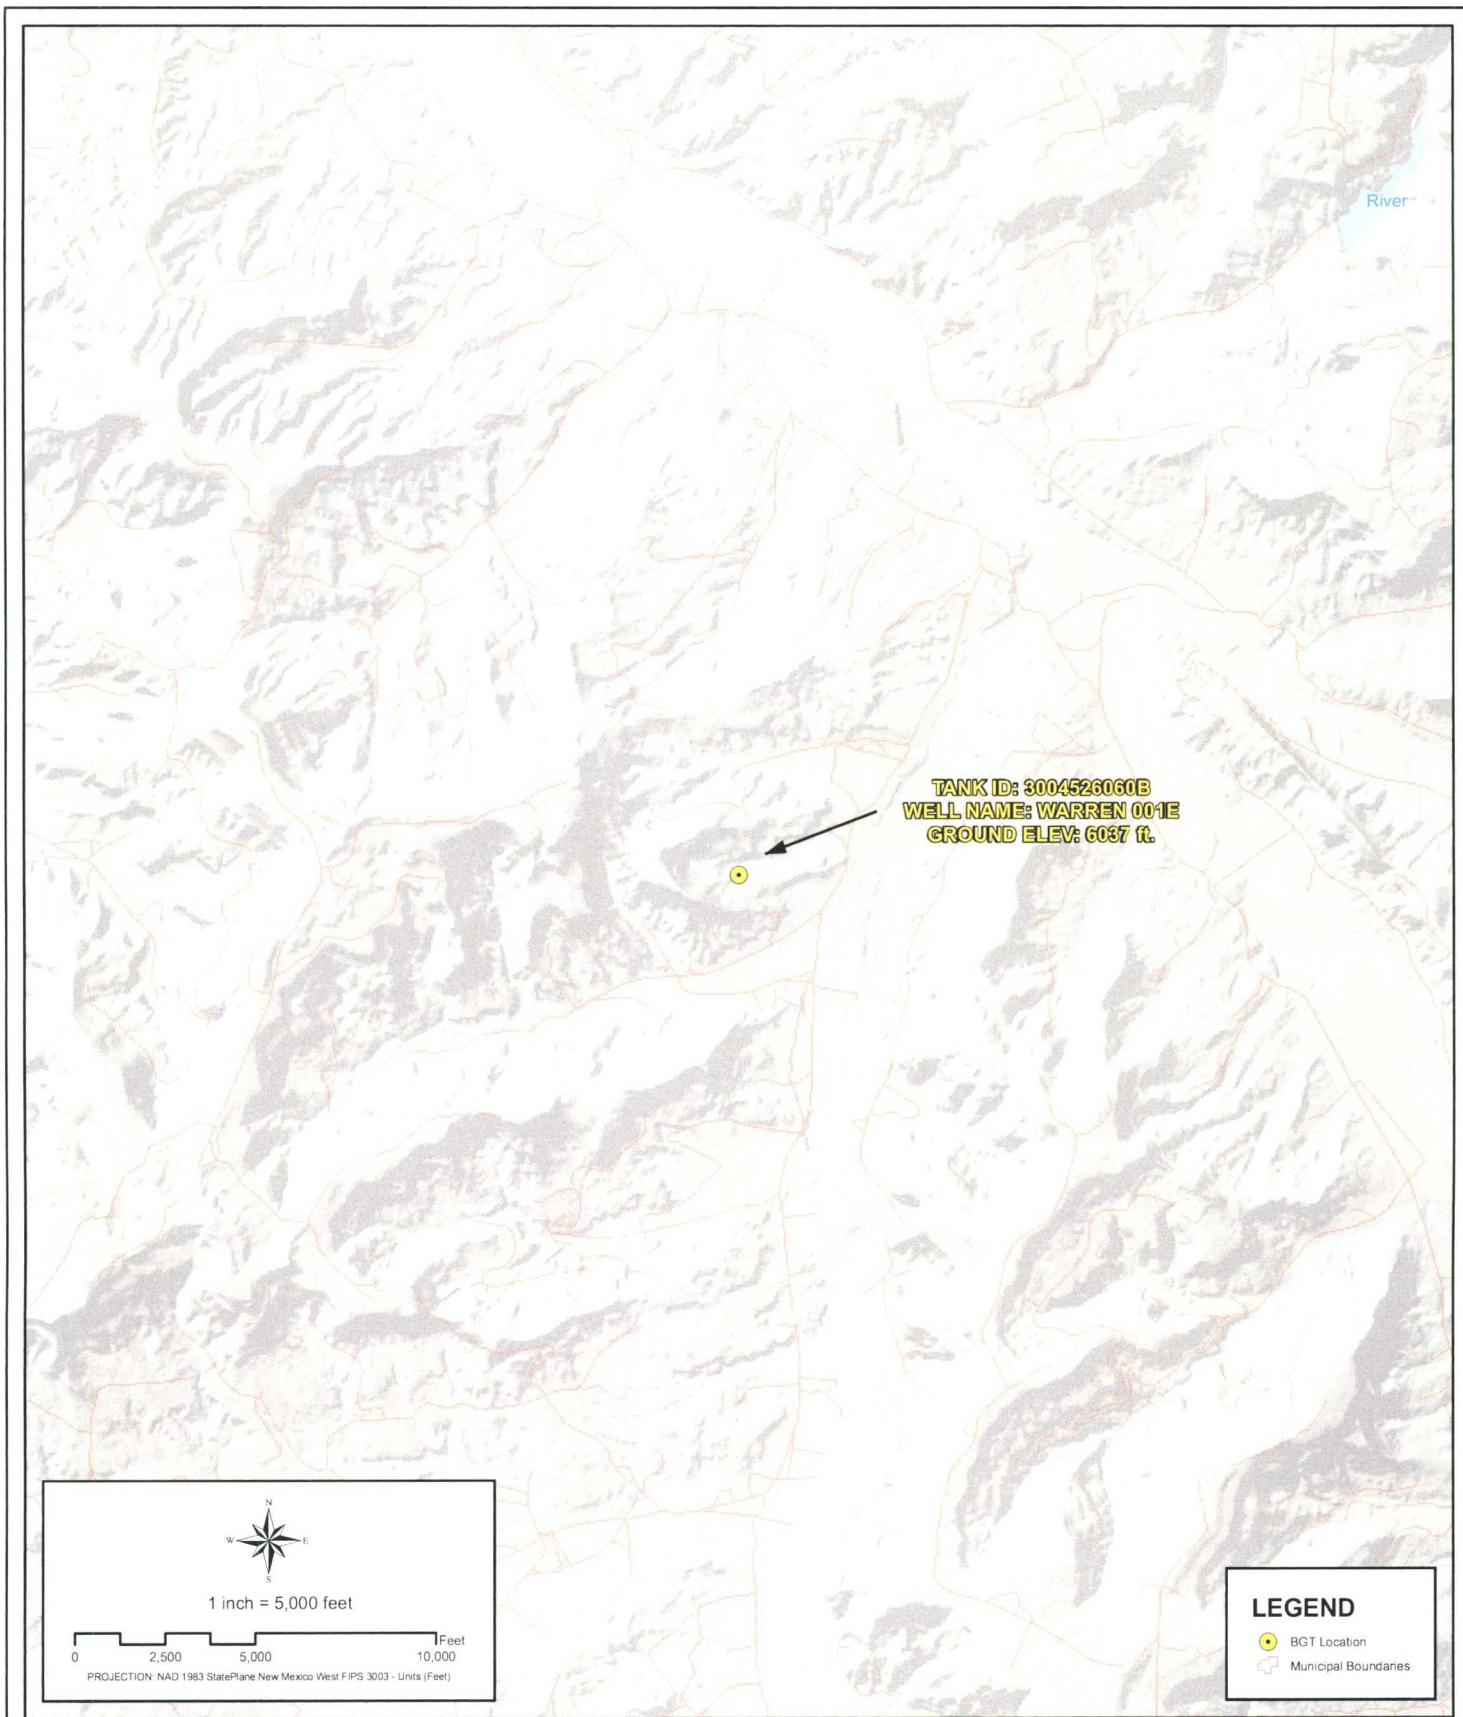 River
TANK ID: 3004526060B
WELL NAME: WARREN 001E
GROUND ELEV: 6037 ft.
N
W E
S
1 inch = 5,000 feet
Feet
0 2,500 5,000 10,000
PROJECTION: NAD 1983 StatePlane New Mexico West FIPS 3003 - Units (Feet)
LEGEND
BGT Location
Municipal Boundaries